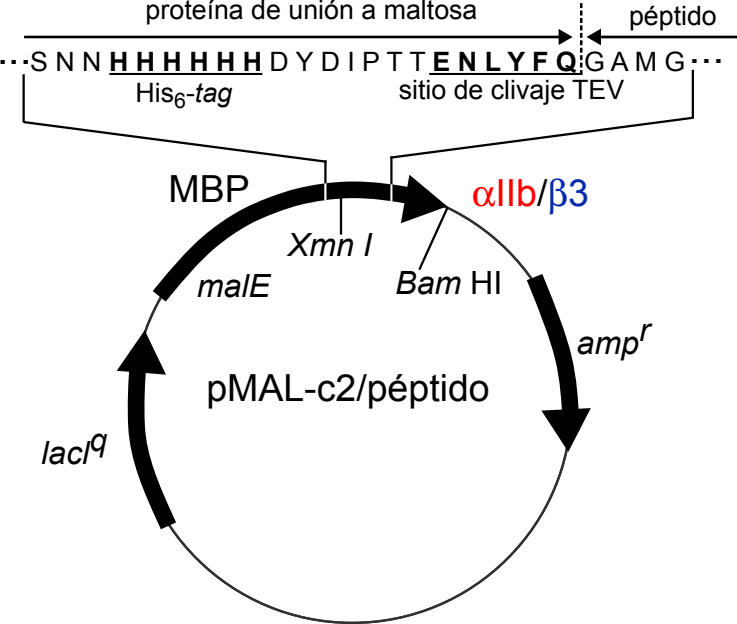 proteína de unión a maltosa
péptido
···SNNHHHHHHDYDIPTTENLYFQGAMG···
His6-tag
sitio de clivaje TEV
MBP
αIIb/β3
Xmn I
malE
Bam HI
ampr
pMAL-c2/péptido
lacIq